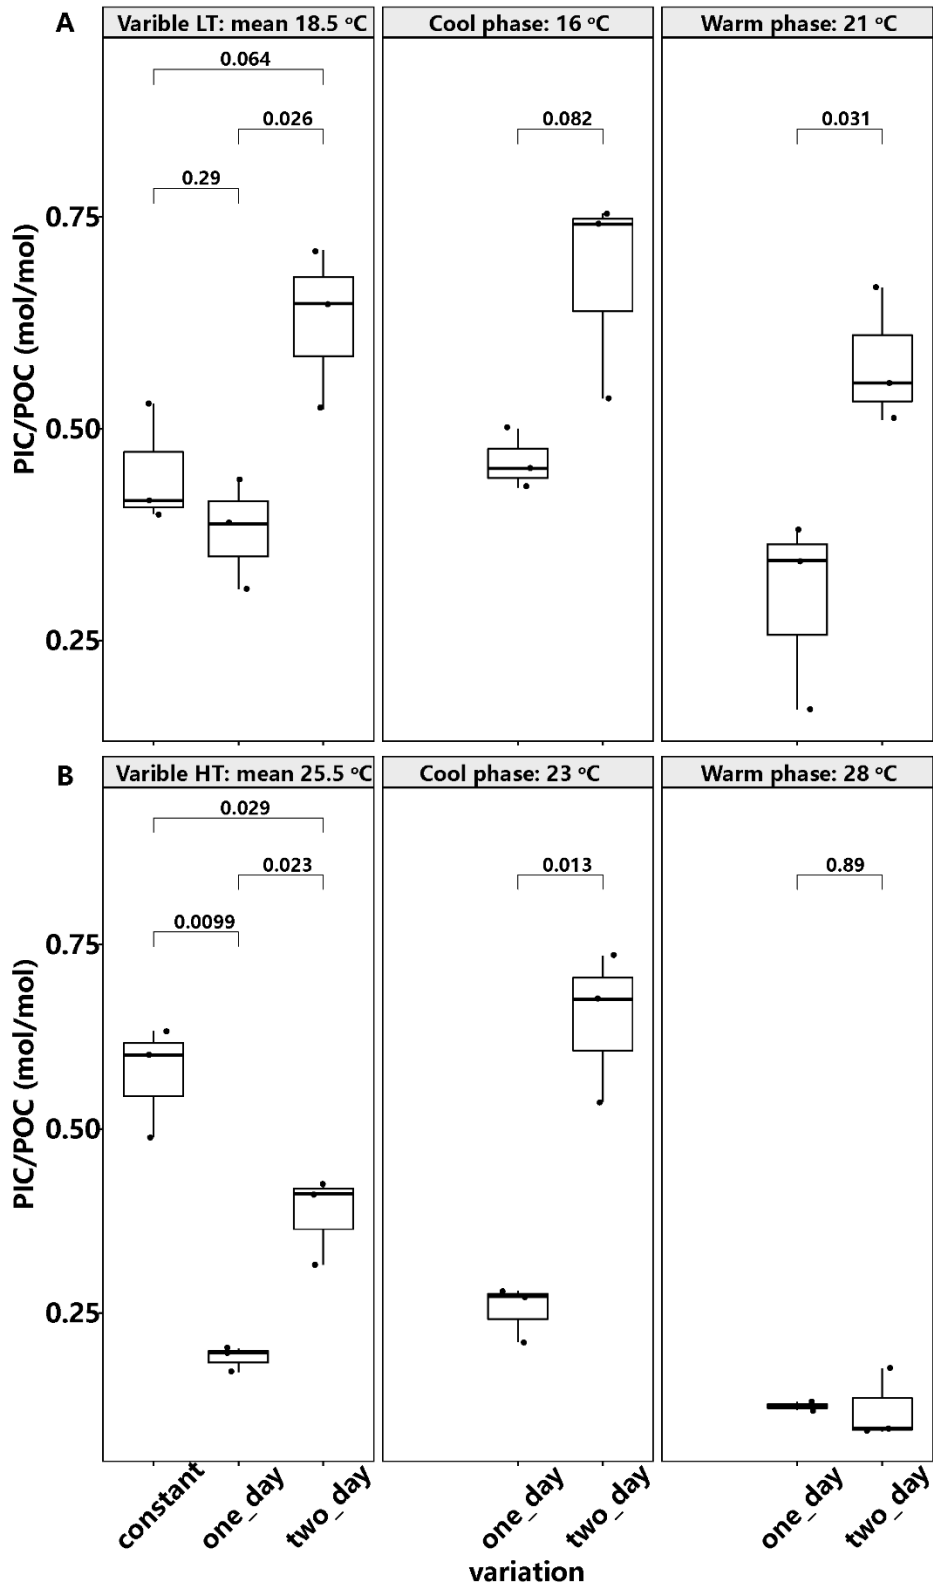 A
Varible LT: mean 18.5 °C
Cool phase: 16 °C
Warm phase: 21 °C
0.064
0.026
0.082
0.031
0.29
0.75
0.50
0.25
PIC/POC (mol/mol)
B
Varible HT: mean 25.5 °C
Cool phase: 23 °C
Warm phase: 28 °C
0.029
0.023
0.013
0.89
0.0099
0.75
0.50
0.25
PIC/POC (mol/mol)
constant
one_day
two_day
one_day
two_day
one_day
two_day
variation